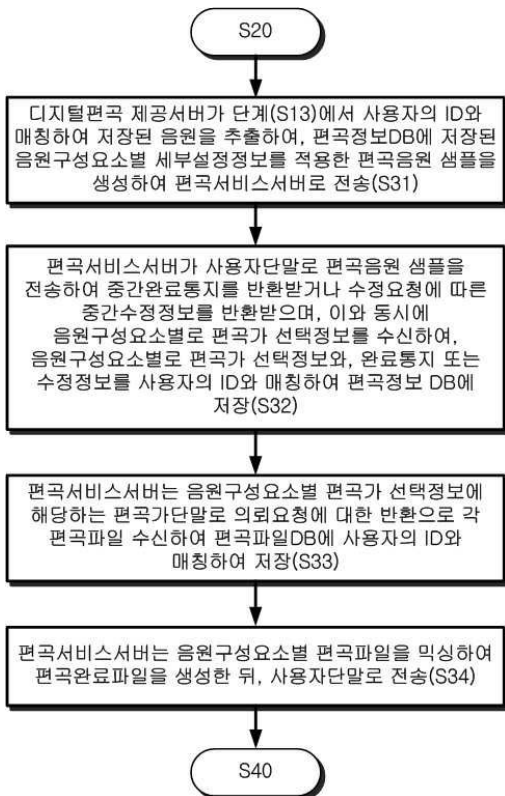 S20
디지털편곡 제공서버가 단계(S13)에서 사용자의 ID와
매칭하여 저장된 음원을 추출하여, 편곡정보DB에 저장된
음원구성요소별 세부설정정보를 적용한 편곡음원 샘플을
생성하여 편곡서비스서버로 전송(S31)
편곡서비스서버가 사용자단말로 편곡음원 샘플을
전송하여 중간완료통지를 반환받거나 수정요청에 따른
중간수정정보를 반환받으며, 이와 동시에
음원구성요소별로 편곡가 선택정보를 수신하여,
음원구성요소별로 편곡가 선택정보와, 완료통지 또는
수정정보를 사용자의 ID와 매칭하여 편곡정보 DB에
저장(S32)
편곡서비스서버는 음원구성요소별 편곡가 선택정보에
해당하는 편곡가단말로 의뢰요청에 대한 반환으로 각
편곡파일 수신하여 편곡파일DB에 사용자의 ID와
매칭하여 저장(S33)
편곡서비스서버는 음원구성요소별 편곡파일을 믹싱하여
편곡완료파일을 생성한 뒤, 사용자단말로 전송(S34)
S40